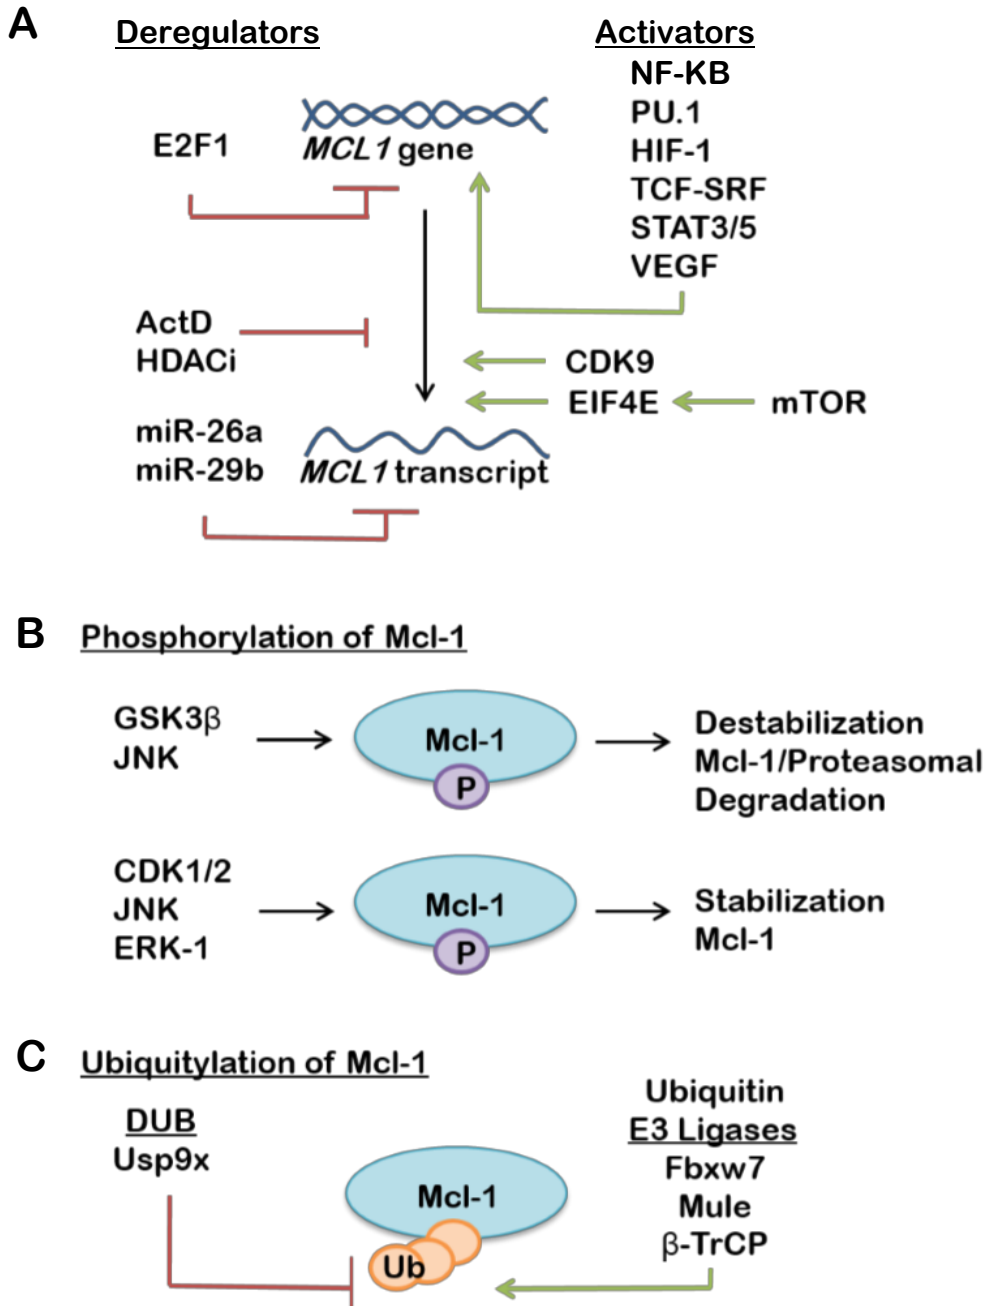 A
Deregulators
Activators
NF-KB
PU.1
HIF-1
TCF-SRF
STAT3/5
VEGF
E2F1
MCL1 gene
ActD
HDACi
CDK9
EIF4E
mTOR
miR-26a
miR-29b
MCL1 transcript
B
Phosphorylation of Mcl-1
GSK3β
JNK
Mcl-1
P
Destabilization
Mcl-1/Proteasomal
Degradation
CDK1/2
JNK
ERK-1
Mcl-1
P
Stabilization
Mcl-1
C
Ubiquitylation of Mcl-1
DUB
Usp9x
Mcl-1
Ub
Ubiquitin
E3 Ligases
Fbxw7
Mule
β-TrCP